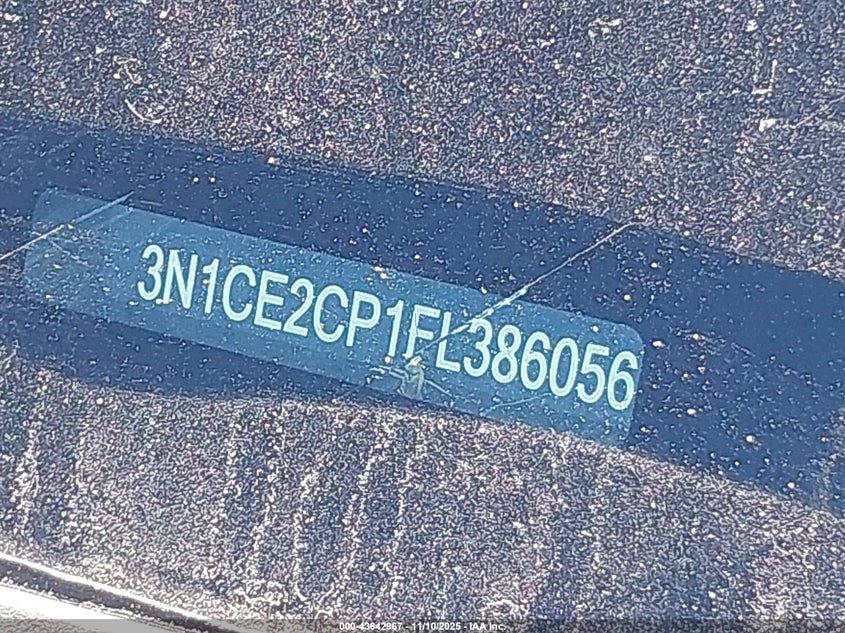 3N1CE2CP1FL386056
000-43642967 - 11/10/2025 - IAA Inc.